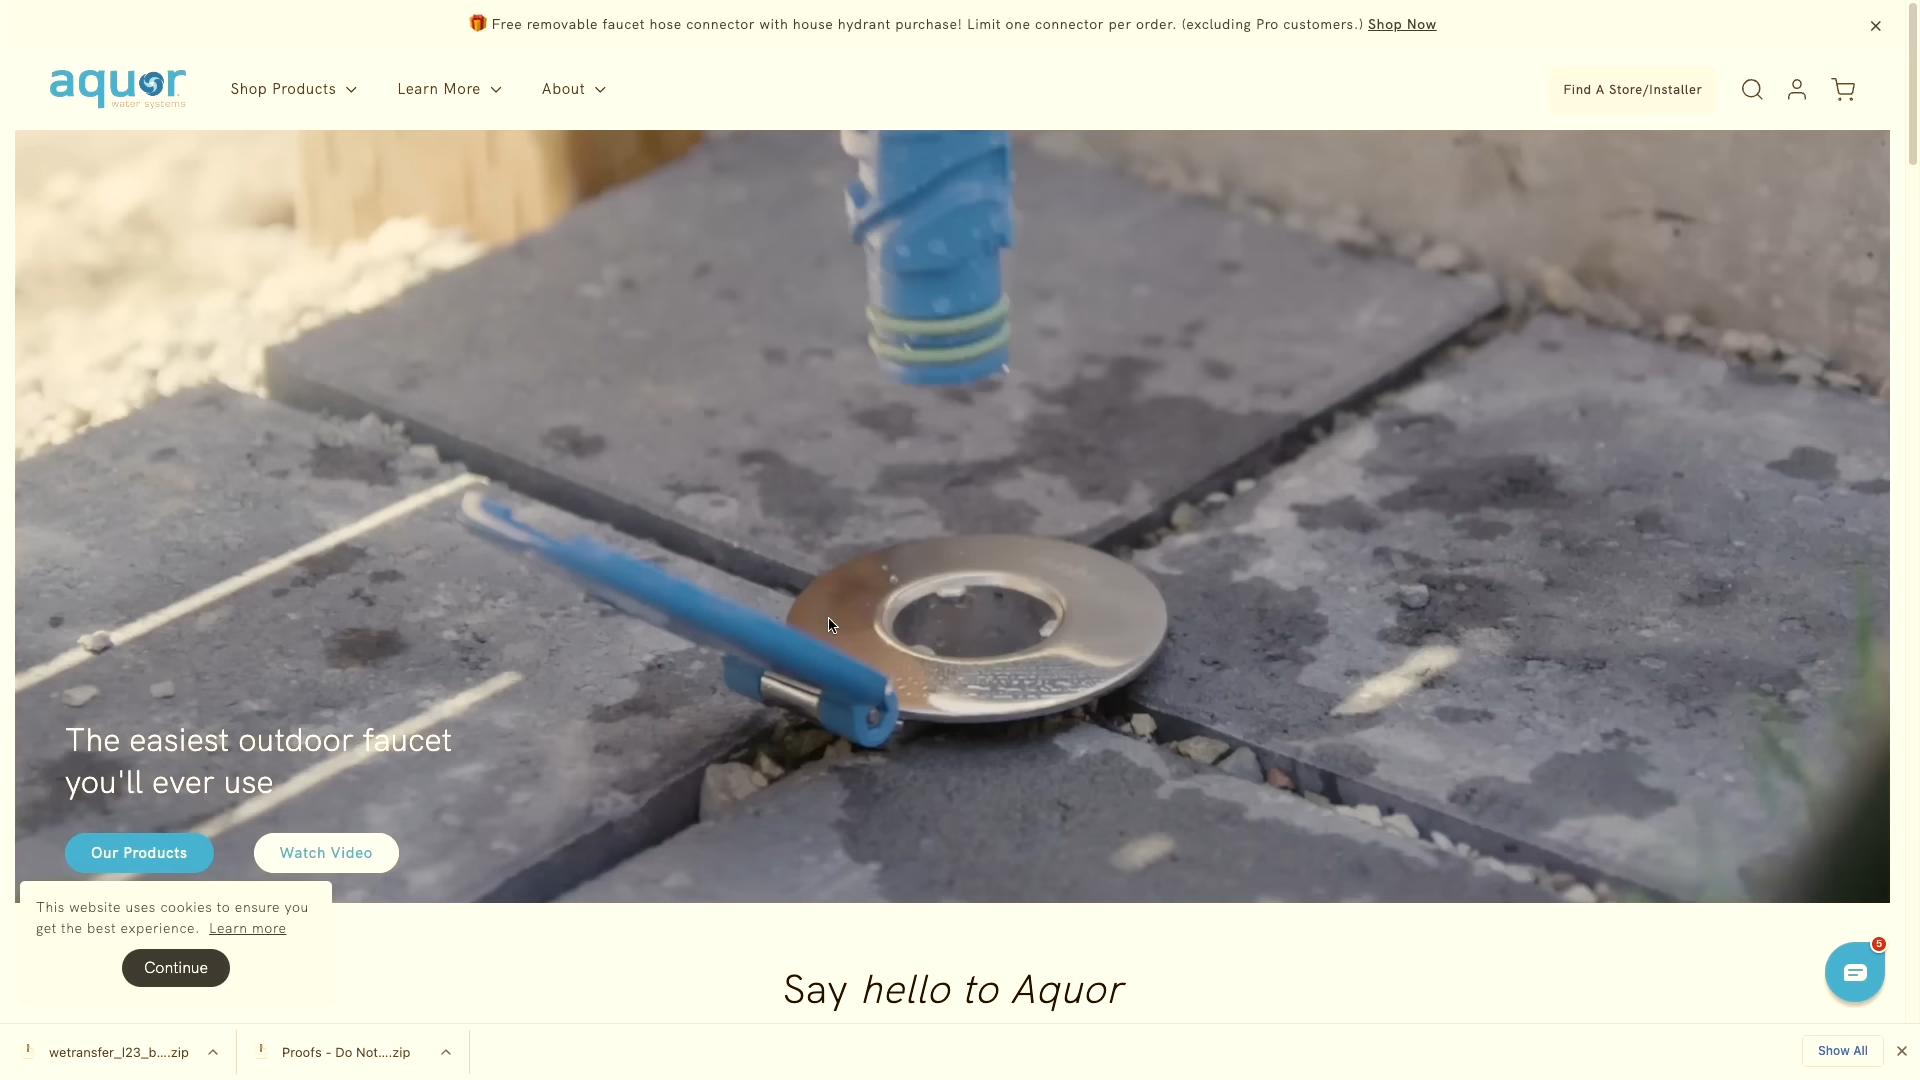 🎁 Free removable faucet hose connector with house hydrant purchase! Limit one connector per order. (excluding Pro customers.) Shop Now
aquor
water systems
Shop Products
Learn More
About
Find A Store/Installer
The easiest outdoor faucet
you'll ever use
Our Products
Watch Video
This website uses cookies to ensure you
get the best experience. Learn more
Continue
5
Say hello to Aquor
wetransfer_l23_b....zip
Proofs - Do Not....zip
Show All